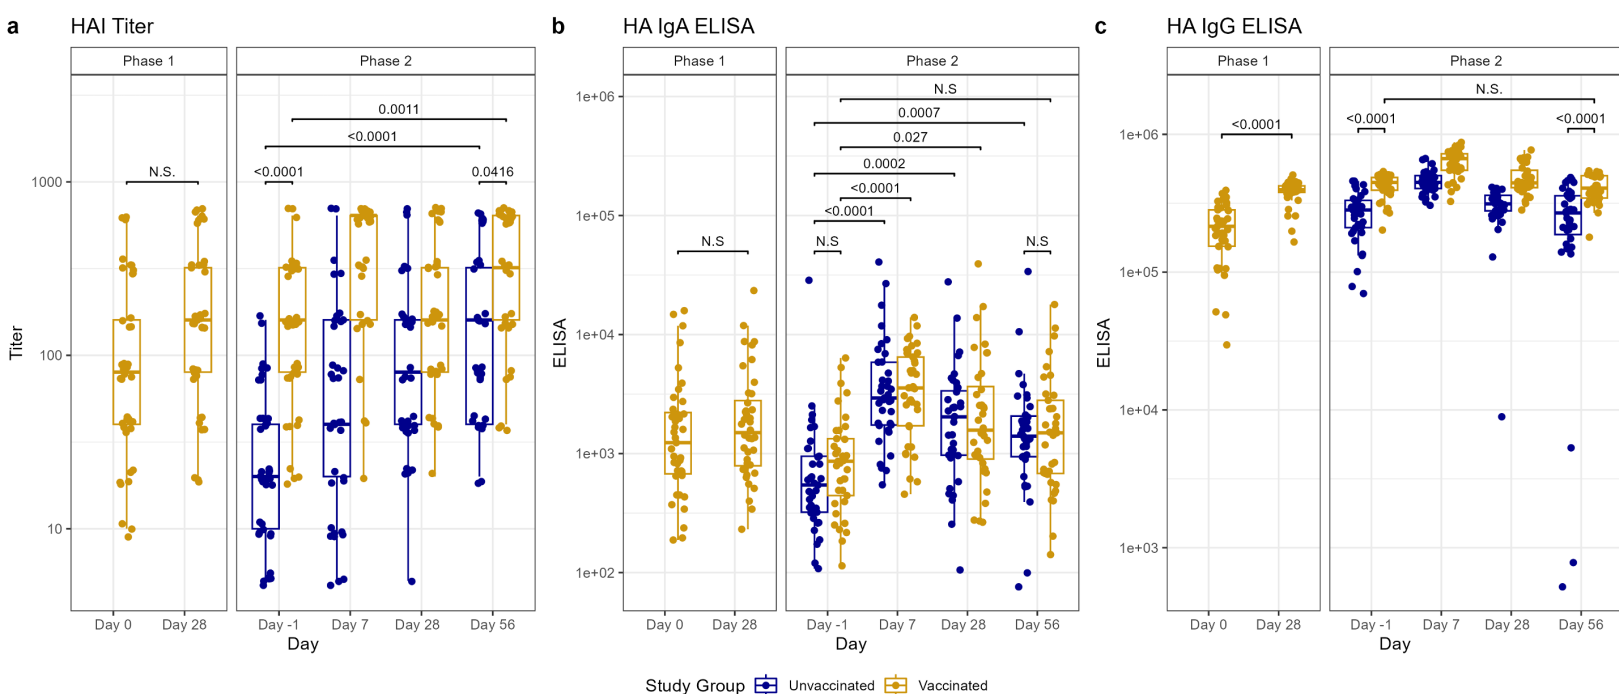 a HAI Titer
Phase 1 Phase 2
0.0011
<0.0001
N.S. <0.0001 0.0416
1000
100
10
Titer
Day 0 Day 28 Day -1 Day 7 Day 28 Day 56
Day
b HA IgA ELISA
Phase 1 Phase 2
1e+06
N.S
0.0007
0.027
0.0002
<0.0001
<0.0001
1e+05
N.S N.S N.S
1e+04
1e+03
1e+02
ELISA
Day 0 Day 28 Day -1 Day 7 Day 28 Day 56
Day
c HA IgG ELISA
Phase 1 Phase 2
N.S.
<0.0001 <0.0001 <0.0001
1e+06
1e+05
1e+04
1e+03
ELISA
Day 0 Day 28 Day -1 Day 7 Day 28 Day 56
Day
Study Group Unvaccinated Vaccinated